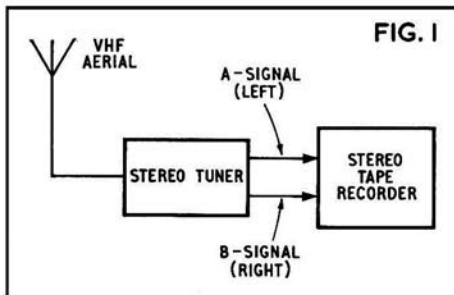 FIG. 1
VHF
AERIAL
A-SIGNAL
(LEFT)
STEREO TUNER
STEREO
TAPE
RECORDER
B-SIGNAL
(RIGHT)